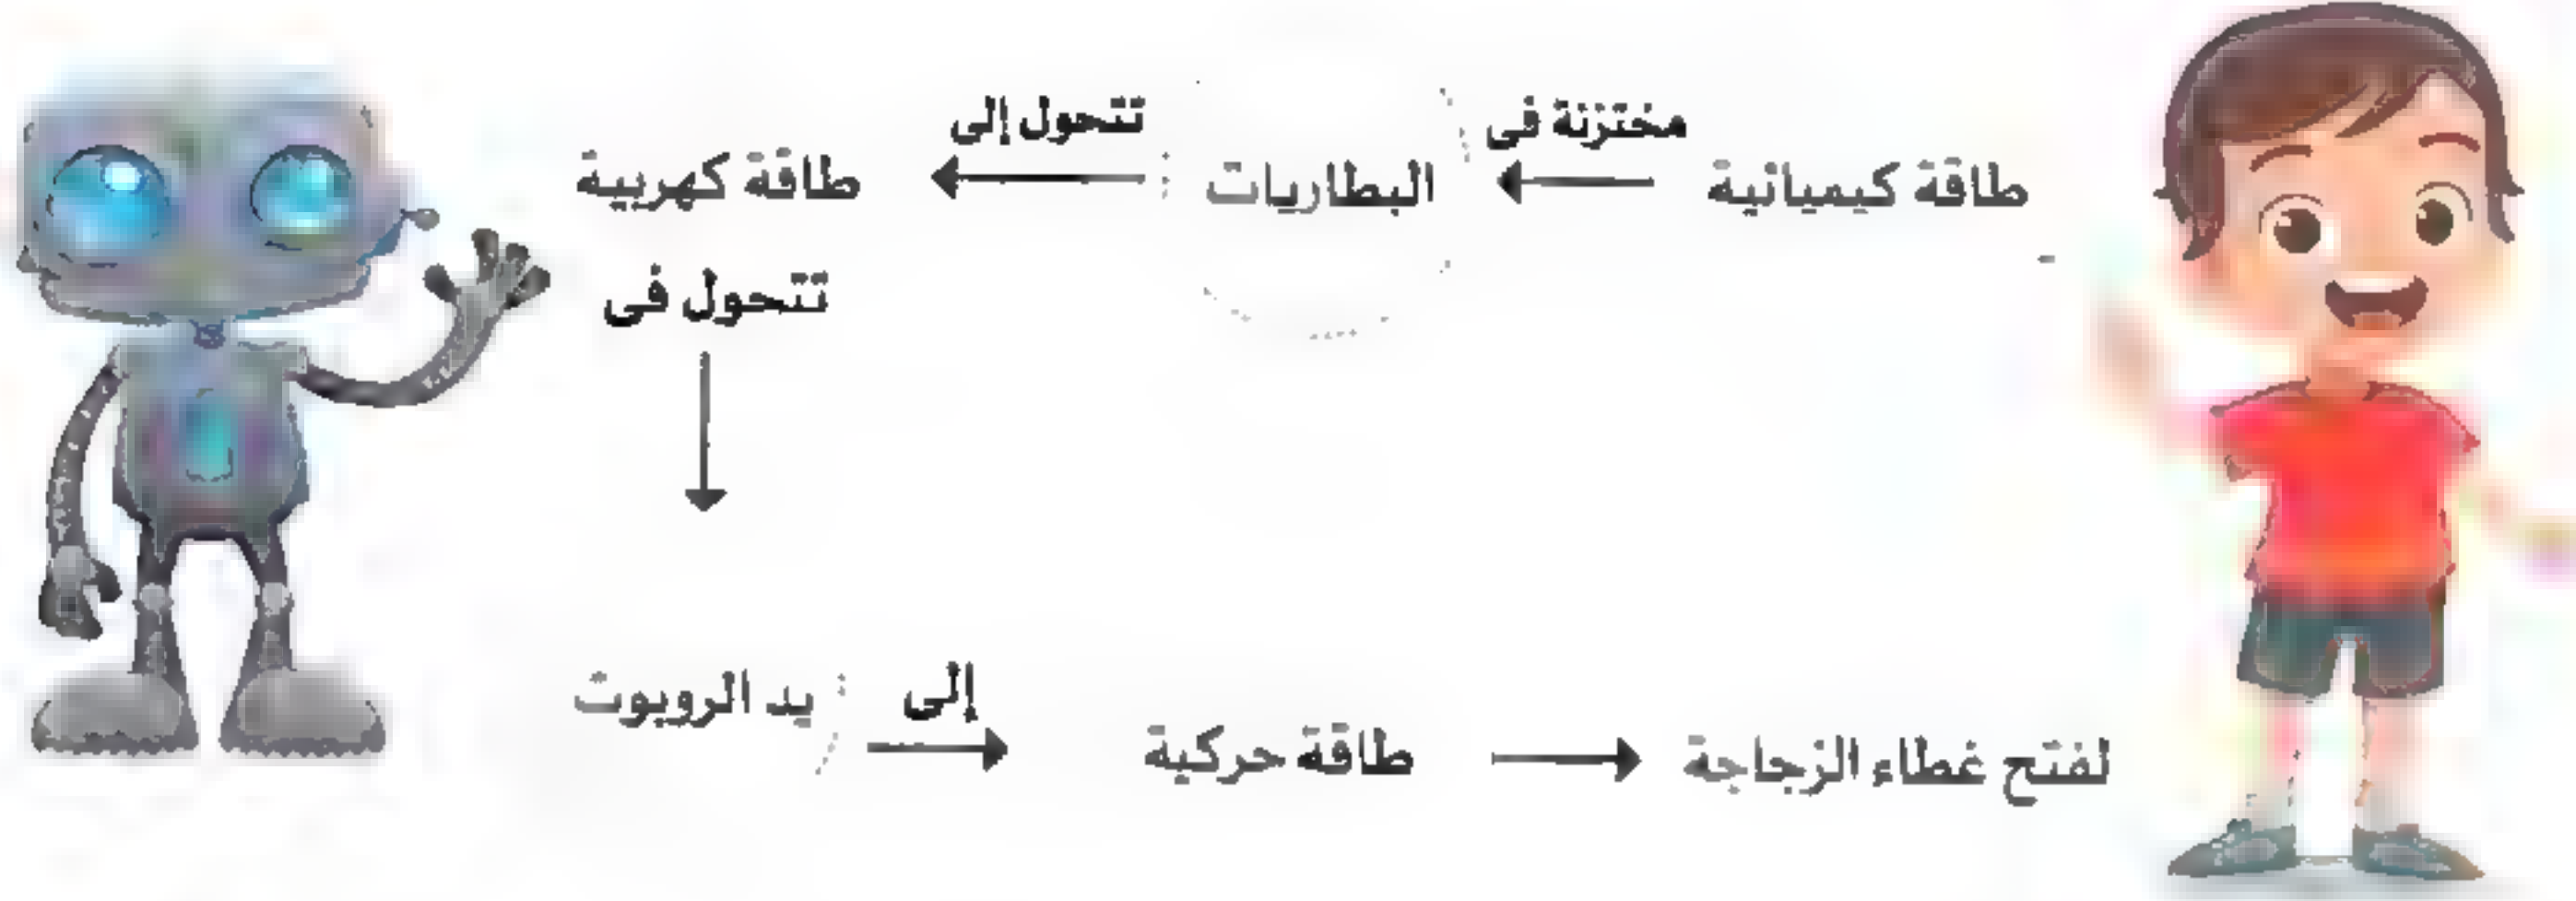 طاقة كيميائية
مختزنة فى
البطاريات
تتحول إلى
طاقة كهربية
تتحول فى
يد الروبوت
إلى
طاقة حركية
لفتح غطاء الزجاجة